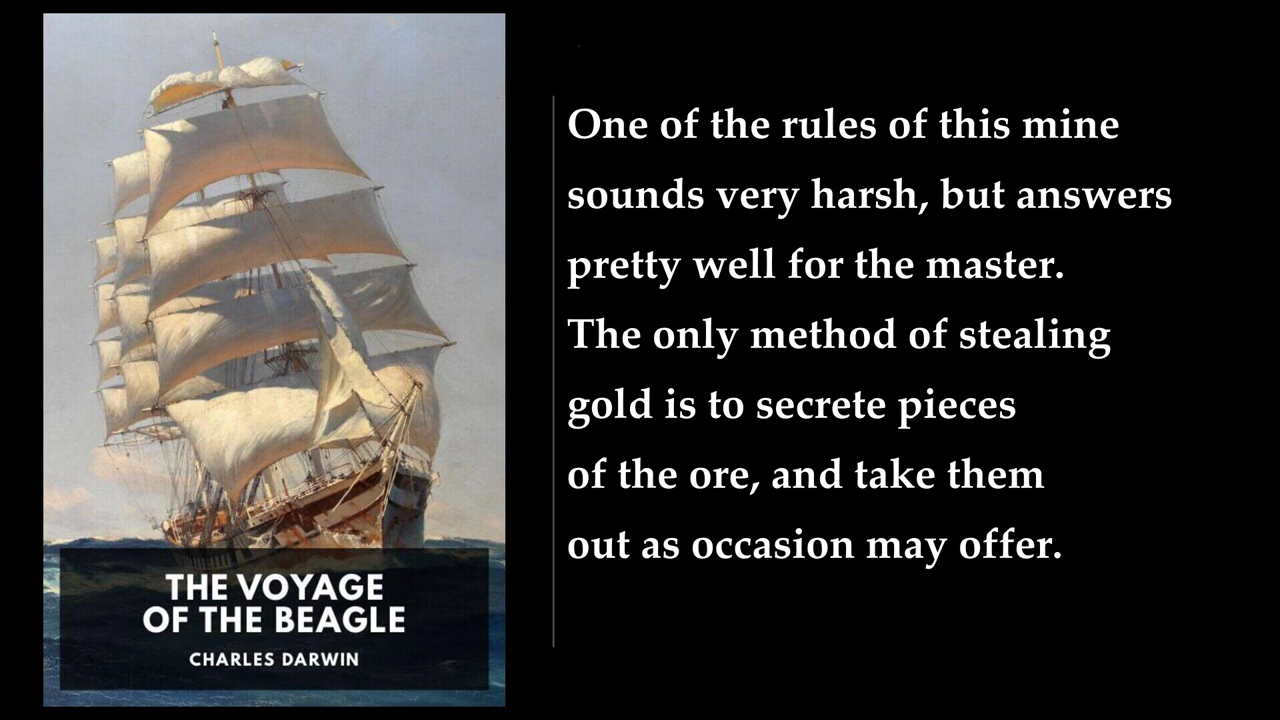 THE VOYAGE
OF THE BEAGLE
CHARLES DARWIN
One of the rules of this mine
sounds very harsh, but answers
pretty well for the master.
The only method of stealing
gold is to secrete pieces
of the ore, and take them
out as occasion may offer.